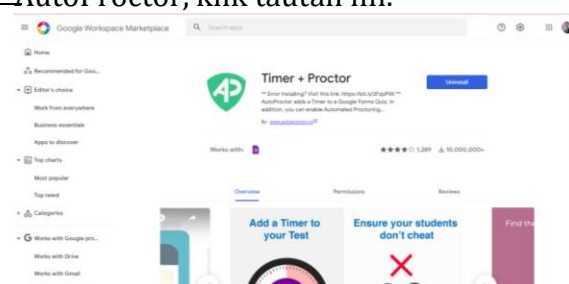 AutoProctor, klik tautan ini.
Google Workspace Marketplace
Search apps
Home
Recommended for Goo...
Editor's choice
Work from everywhere
Business essentials
Apps to discover
Top charts
Most popular
Top rated
Categories
Works with Google pro...
Works with Drive
Works with Gmail
Timer + Proctor
** Error Installing? Visit this link:
AutoProctor adds a Timer to a Google Forms Quiz. In
addition, you can enable Automated Proctoring...
By: www.autoproctor.co
Uninstall
Works with:
1,289 10,000,000+
Overview Permissions Reviews
Add a Timer to
your Test
Ensure your students
don't cheat
Find the